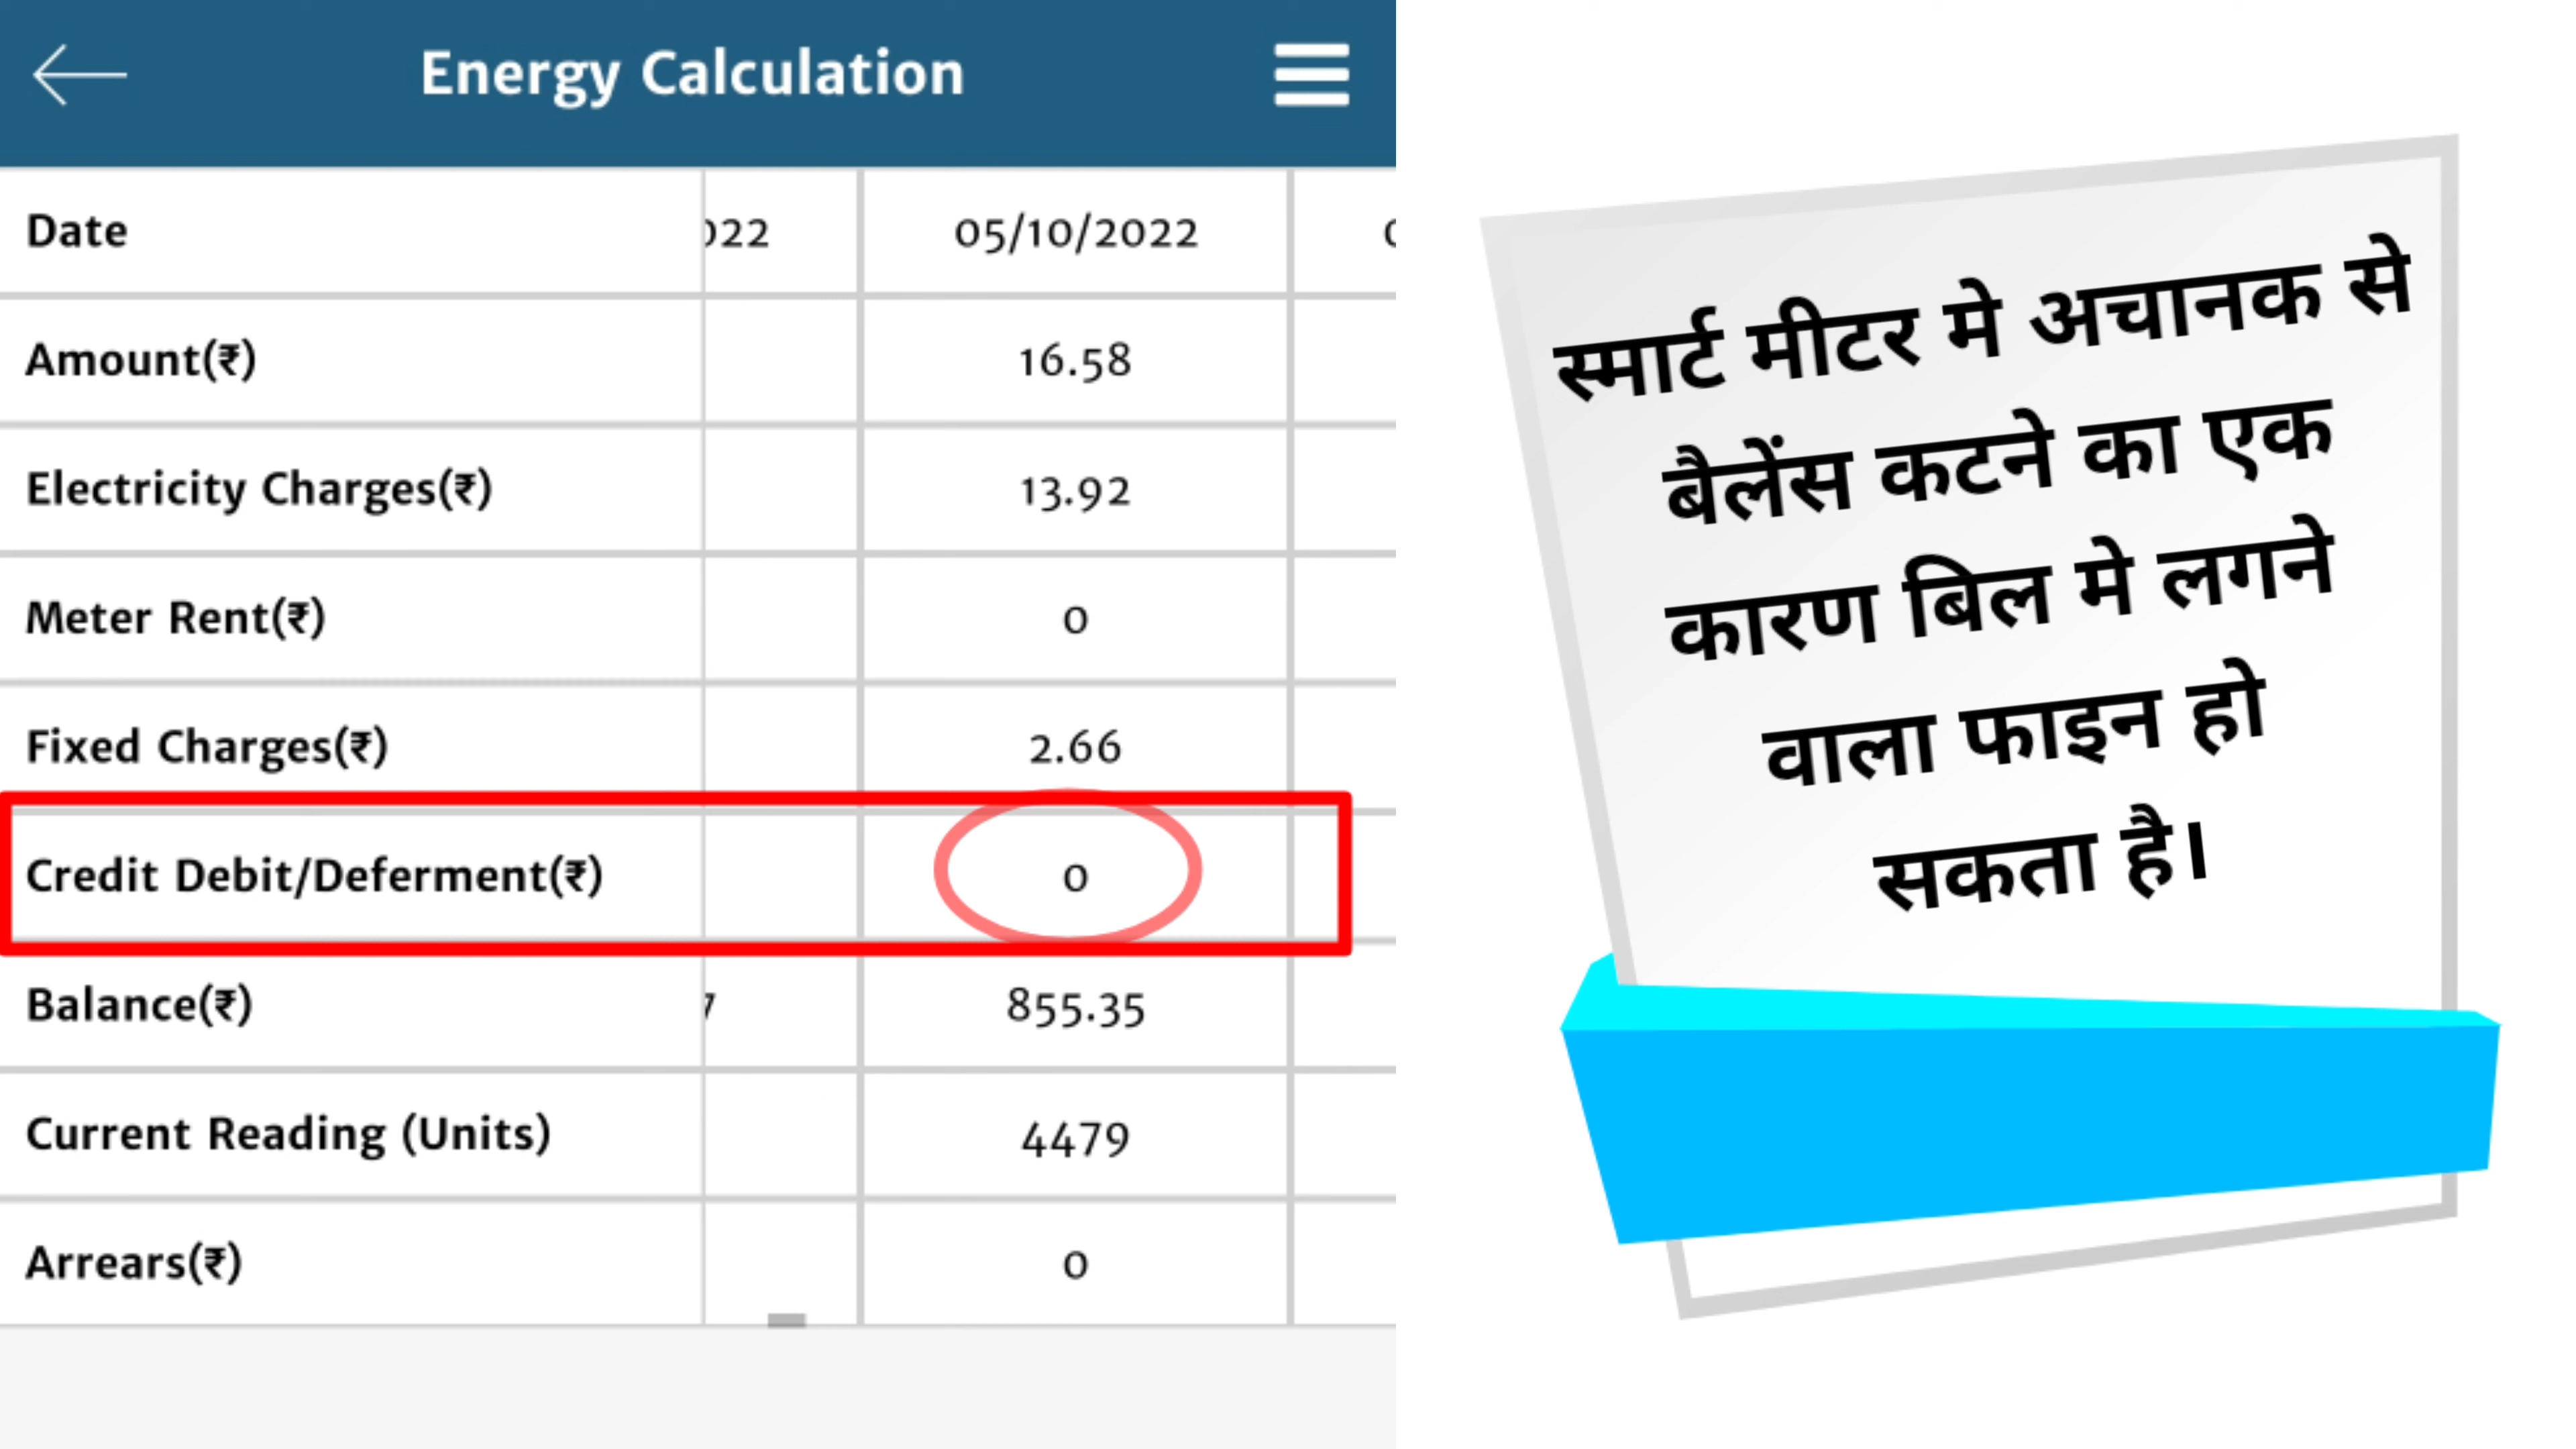 Energy Calculation
Date 022 05/10/2022
Amount(₹) 16.58
Electricity Charges(₹) 13.92
Meter Rent(₹) 0
Fixed Charges(₹) 2.66
Credit Debit/Deferment(₹) 0
Balance(₹) 7 855.35
Current Reading (Units) 4479
Arrears(₹) 0
स्मार्ट मीटर मे अचानक से
बैलेंस कटने का एक
कारण बिल मे लगने
वाला फाइन हो
सकता है।